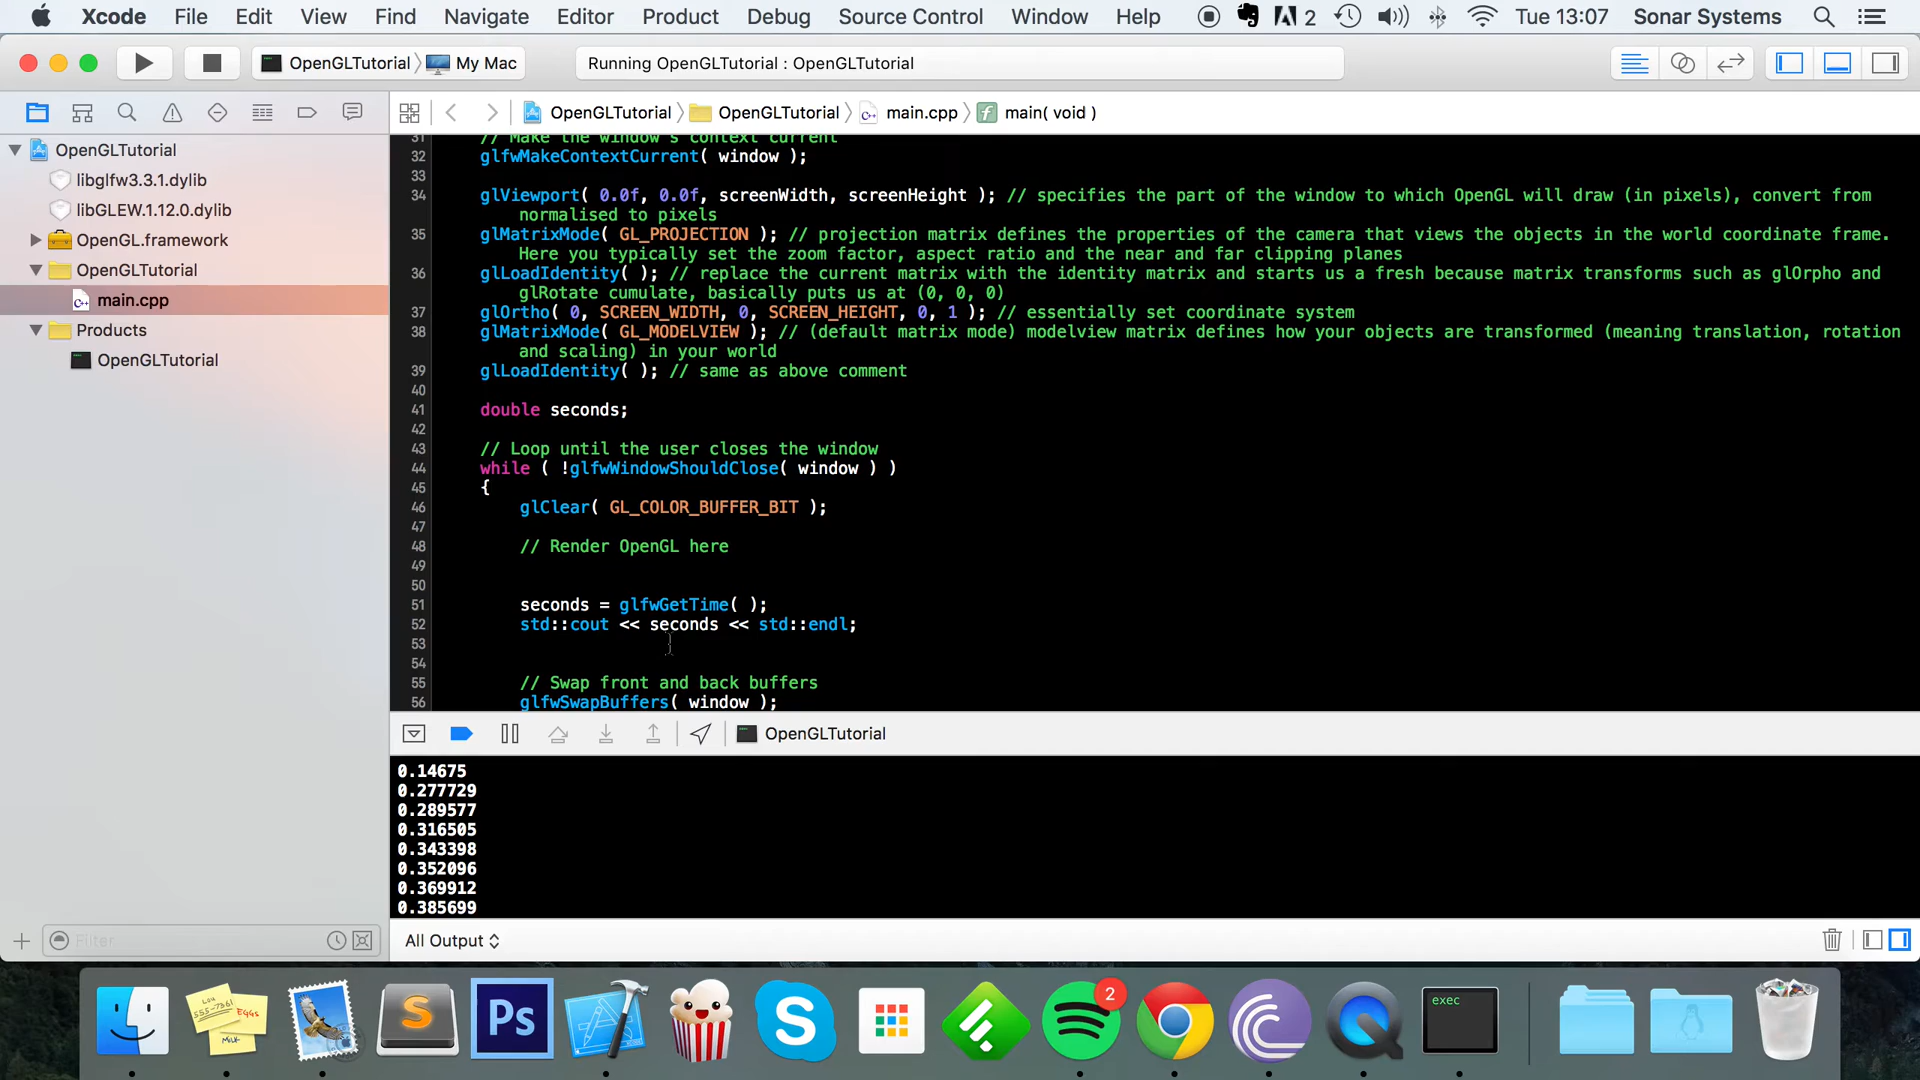 Xcode File Edit View Find Navigate Editor Product Debug Source Control Window Help 2 Tue 13:07 Sonar Systems
OpenGLTutorial My Mac Running OpenGLTutorial : OpenGLTutorial
OpenGLTutorial OpenGLTutorial main.cpp main( void )
OpenGLTutorial
libglfw3.3.1.dylib
libGLEW.1.12.0.dylib
OpenGL.framework
OpenGLTutorial
main.cpp
Products
OpenGLTutorial
Filter
31 // Make the window's context current
32 glfwMakeContextCurrent( window );
33
34 glViewport( 0.0f, 0.0f, screenWidth, screenHeight ); // specifies the part of the window to which OpenGL will draw (in pixels), convert from
normalised to pixels
35 glMatrixMode( GL_PROJECTION ); // projection matrix defines the properties of the camera that views the objects in the world coordinate frame.
Here you typically set the zoom factor, aspect ratio and the near and far clipping planes
36 glLoadIdentity( ); // replace the current matrix with the identity matrix and starts us a fresh because matrix transforms such as glOrpho and
glRotate cumulate, basically puts us at (0, 0, 0)
37 glOrtho( 0, SCREEN_WIDTH, 0, SCREEN_HEIGHT, 0, 1 ); // essentially set coordinate system
38 glMatrixMode( GL_MODELVIEW ); // (default matrix mode) modelview matrix defines how your objects are transformed (meaning translation, rotation
and scaling) in your world
39 glLoadIdentity( ); // same as above comment
40
41 double seconds;
42
43 // Loop until the user closes the window
44 while ( !glfwWindowShouldClose( window ) )
45 {
46 glClear( GL_COLOR_BUFFER_BIT );
47
48 // Render OpenGL here
49
50
51 seconds = glfwGetTime( );
52 std::cout << seconds << std::endl;
53
54
55 // Swap front and back buffers
56 glfwSwapBuffers( window );
OpenGLTutorial
0.14675
0.277729
0.289577
0.316505
0.343398
0.352096
0.369912
0.385699
All Output
EGGS
MILK
S
Ps
S
2
exec